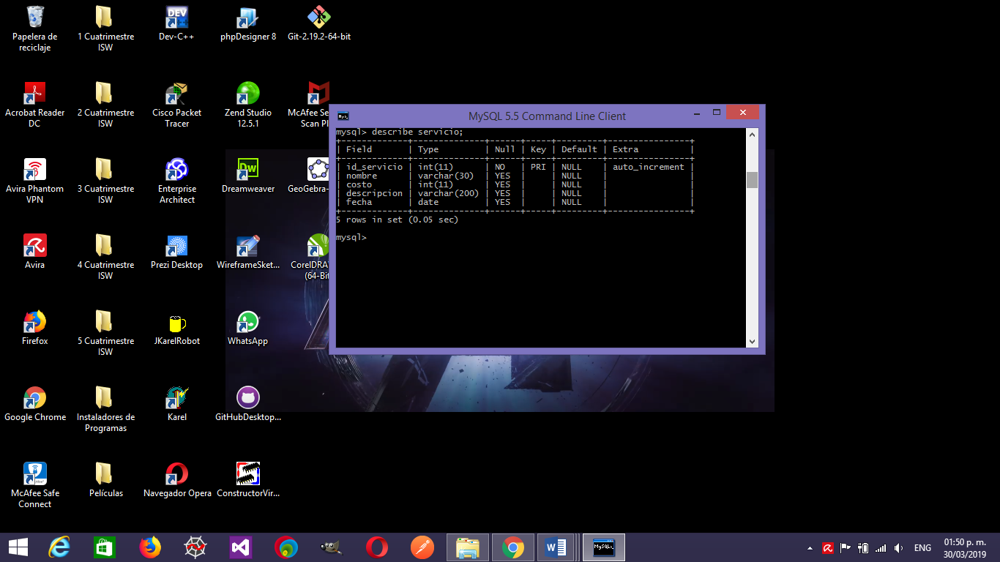 Papelera de
reciclaje
1 Cuatrimestre
ISW
Dev-C++
phpDesigner 8
Git-2.19.2-64-bit
Acrobat Reader
DC
2 Cuatrimestre
ISW
Cisco Packet
Tracer
Zend Studio
12.5.1
McAfee Se
Scan Pl
Avira Phantom
VPN
3 Cuatrimestre
ISW
Enterprise
Architect
Dreamweaver
GeoGebra-
Avira
4 Cuatrimestre
ISW
Prezi Desktop
WireframeSket...
CorelDRA
(64-Bit
Firefox
5 Cuatrimestre
ISW
JKarelRobot
WhatsApp
Google Chrome
Instaladores de
Programas
Karel
GitHubDesktop...
McAfee Safe
Connect
Películas
Navegador Opera
ConstructorVir...
MySQL 5.5 Command Line Client
mysql> describe servicio;
+-------------+--------------+------+-----+---------+----------------+
| Field | Type | Null | Key | Default | Extra |
+-------------+--------------+------+-----+---------+----------------+
| id_servicio | int(11) | NO | PRI | NULL | auto_increment |
| nombre | varchar(30) | YES | | NULL | |
| costo | int(11) | YES | | NULL | |
| descripcion | varchar(200) | YES | | NULL | |
| fecha | date | YES | | NULL | |
+-------------+--------------+------+-----+---------+----------------+
5 rows in set (0.05 sec)
mysql>
ENG
01:50 p. m.
30/03/2019